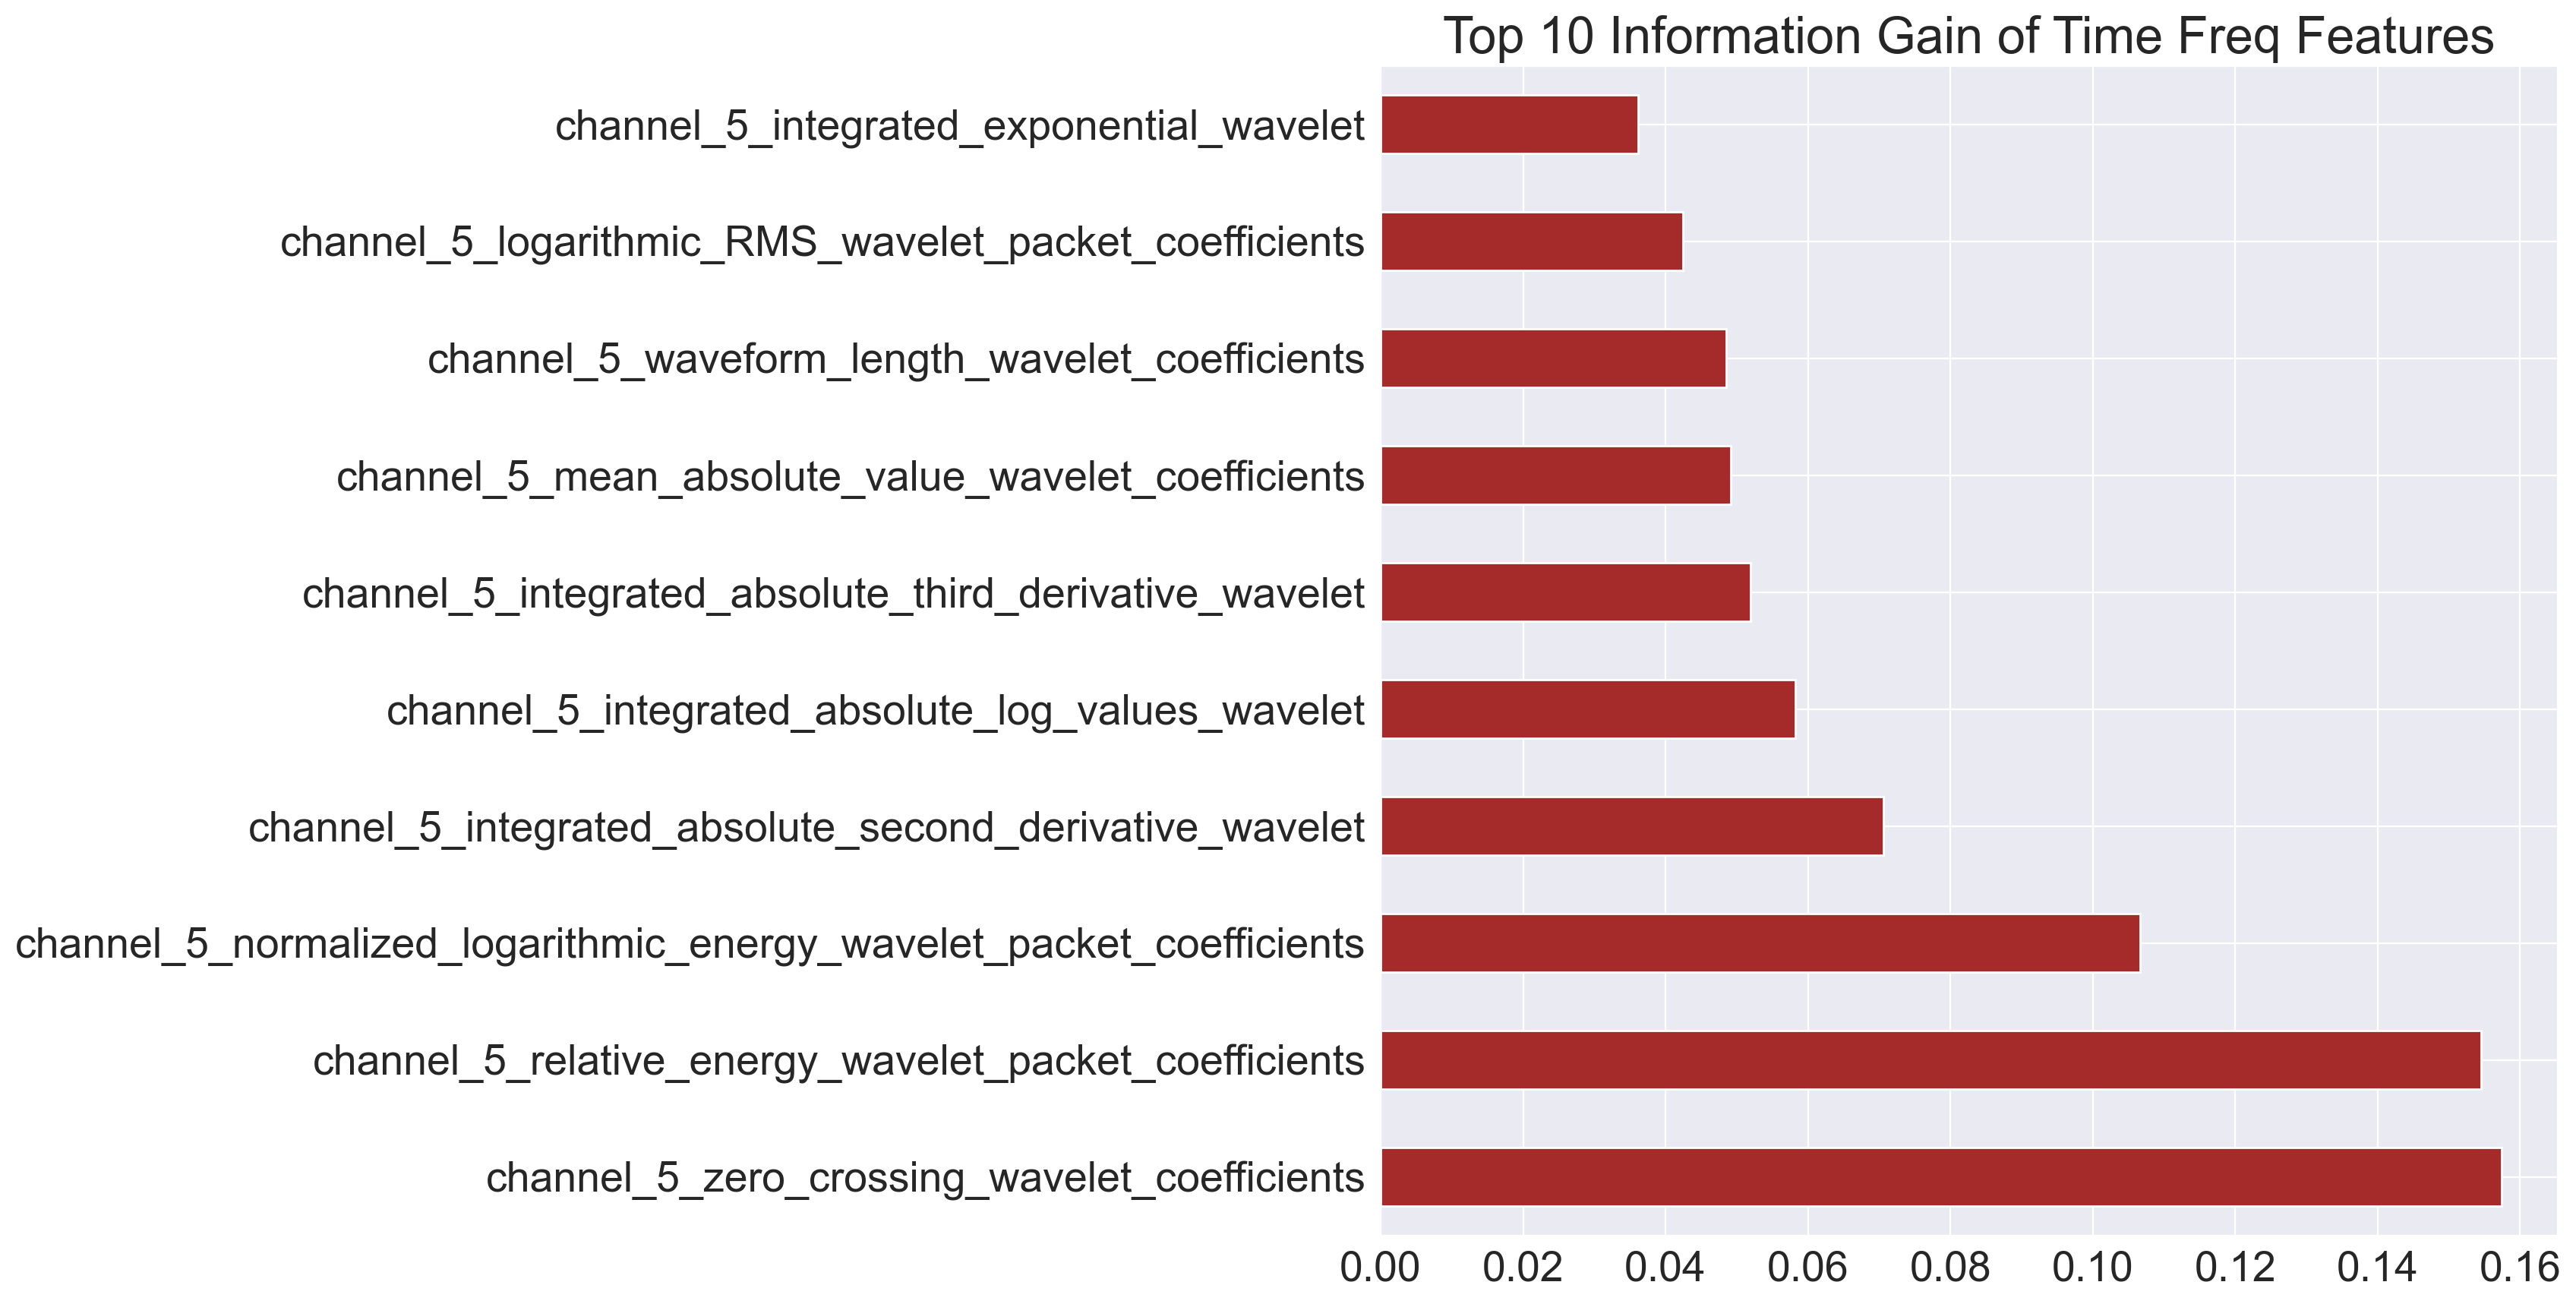 Top 10 Information Gain of Time Freq Features
channel_5_integrated_exponential_wavelet
channel_5_logarithmic_RMS_wavelet_packet_coefficients
channel_5_waveform_length_wavelet_coefficients
channel_5_mean_absolute_value_wavelet_coefficients
channel_5_integrated_absolute_third_derivative_wavelet
channel_5_integrated_absolute_log_values_wavelet
channel_5_integrated_absolute_second_derivative_wavelet
channel_5_normalized_logarithmic_energy_wavelet_packet_coefficients
channel_5_relative_energy_wavelet_packet_coefficients
channel_5_zero_crossing_wavelet_coefficients
0.00 0.02 0.04 0.06 0.08 0.10 0.12 0.14 0.16